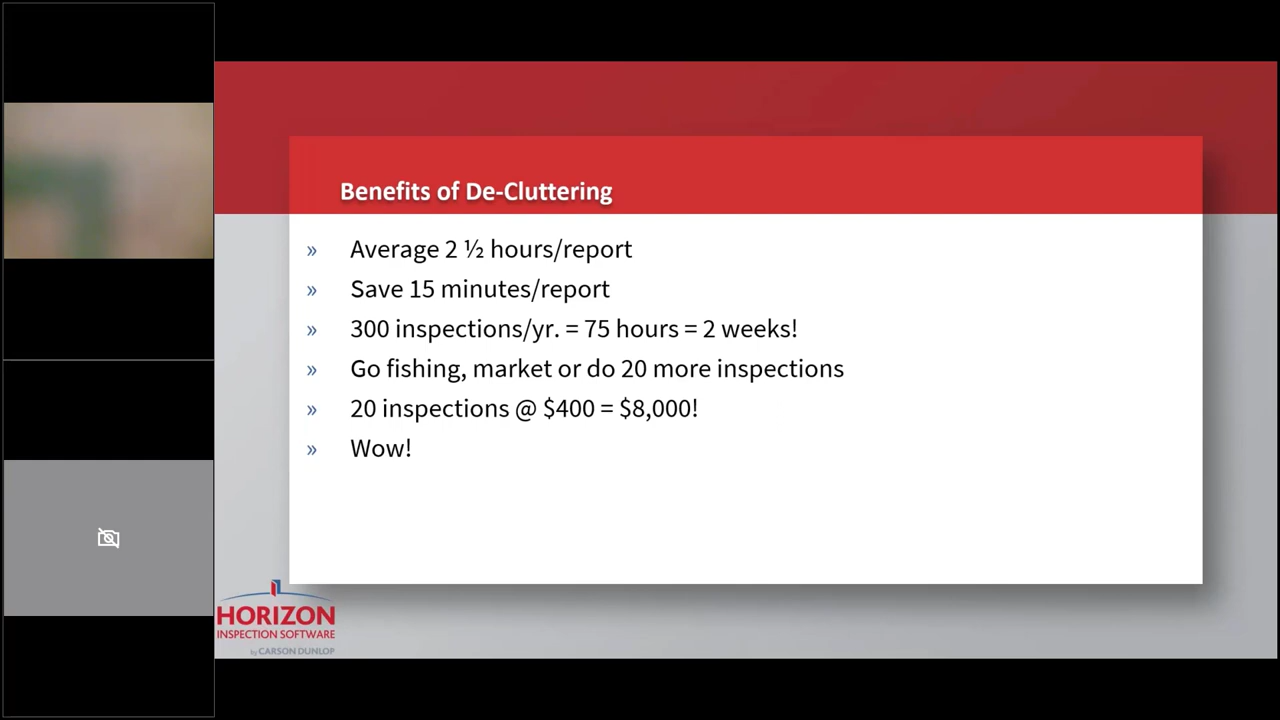 Benefits of De-Cluttering
» Average 2 ½ hours/report
» Save 15 minutes/report
» 300 inspections/yr. = 75 hours = 2 weeks!
» Go fishing, market or do 20 more inspections
» 20 inspections @ $400 = $8,000!
» Wow!
HORIZON
INSPECTION SOFTWARE
by CARSON DUNLOP